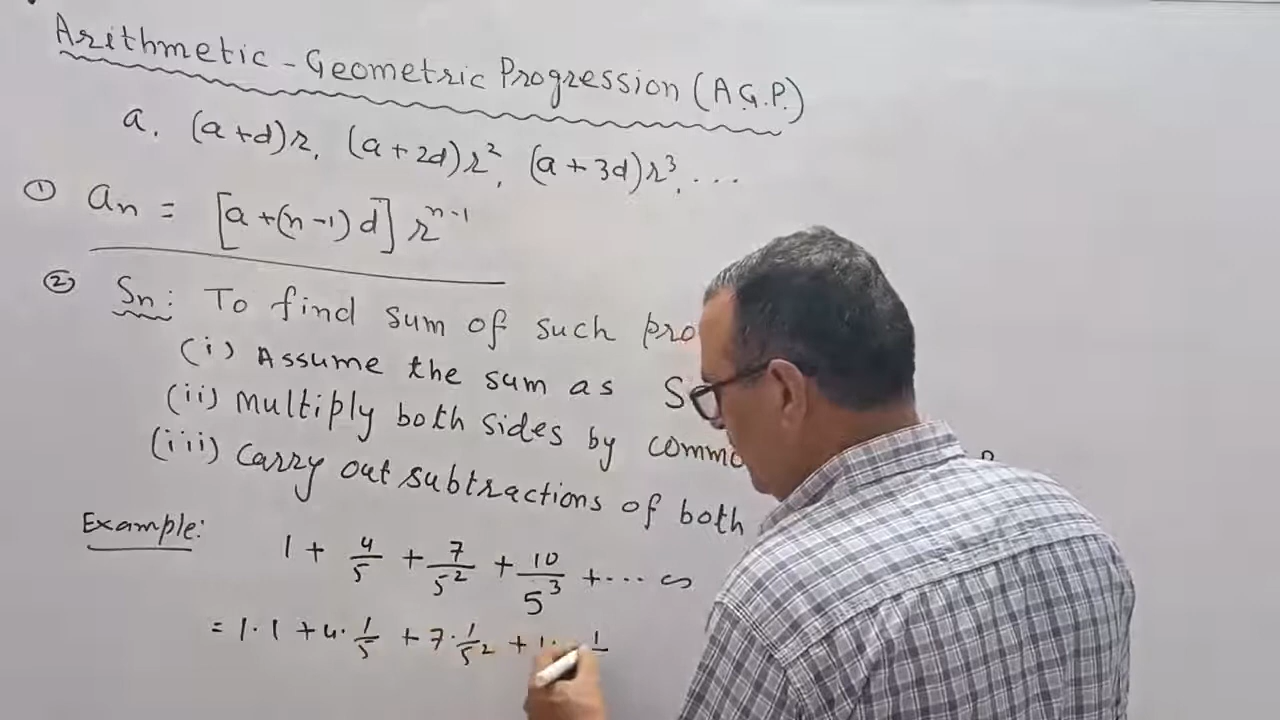 Arithmetic - Geometric Progression (A.G.P.)
a, (a+d)r, (a+2d)r², (a+3d)r³, ...
① aₙ = [a+(n-1)d] rⁿ⁻¹
② Sₙ: To find sum of such
(i) Assume the sum as
(ii) Multiply both sides by
(iii) Carry out subtractions of both
Example: 1 + 4/5 + 7/5² + 10/5³ + ... ∞
= 1·1 + 4·1/5 + 7·1/5² +